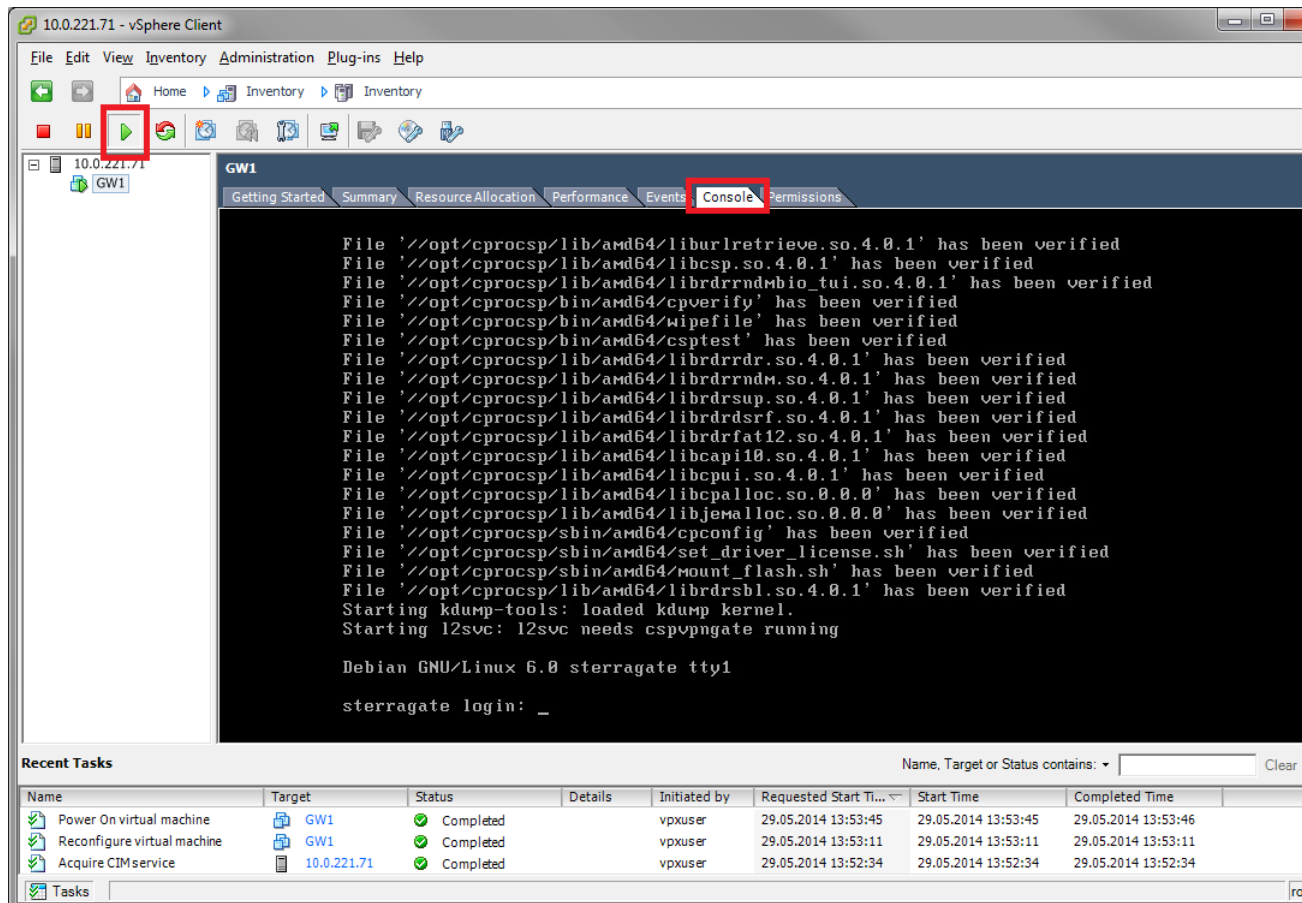 10.0.221.71 - vSphere Client
File Edit View Inventory Administration Plug-ins Help
Home Inventory Inventory
10.0.221.71
GW1
GW1
Getting Started Summary Resource Allocation Performance Events Console Permissions
File '//opt/cprocsp/lib/amd64/liburlretrieve.so.4.0.1' has been verified
File '//opt/cprocsp/lib/amd64/libcsp.so.4.0.1' has been verified
File '//opt/cprocsp/lib/amd64/librdrrndmbio_tui.so.4.0.1' has been verified
File '//opt/cprocsp/bin/amd64/cpverify' has been verified
File '//opt/cprocsp/bin/amd64/wipefile' has been verified
File '//opt/cprocsp/bin/amd64/csptest' has been verified
File '//opt/cprocsp/lib/amd64/librdrrdr.so.4.0.1' has been verified
File '//opt/cprocsp/lib/amd64/librdrrndm.so.4.0.1' has been verified
File '//opt/cprocsp/lib/amd64/librdrsup.so.4.0.1' has been verified
File '//opt/cprocsp/lib/amd64/librdrdsrf.so.4.0.1' has been verified
File '//opt/cprocsp/lib/amd64/librdrfat12.so.4.0.1' has been verified
File '//opt/cprocsp/lib/amd64/libcapi10.so.4.0.1' has been verified
File '//opt/cprocsp/lib/amd64/libcpui.so.4.0.1' has been verified
File '//opt/cprocsp/lib/amd64/libcpalloc.so.0.0.0' has been verified
File '//opt/cprocsp/lib/amd64/libjemalloc.so.0.0.0' has been verified
File '//opt/cprocsp/sbin/amd64/cpconfig' has been verified
File '//opt/cprocsp/sbin/amd64/set_driver_license.sh' has been verified
File '//opt/cprocsp/sbin/amd64/mount_flash.sh' has been verified
File '//opt/cprocsp/lib/amd64/librdrsbl.so.4.0.1' has been verified
Starting kdump-tools: loaded kdump kernel.
Starting l2svc: l2svc needs cspvpngate running
Debian GNU/Linux 6.0 sterragate tty1
sterragate login: _
Recent Tasks Name, Target or Status contains: Clear
Name Target Status Details Initiated by Requested Start Ti... Start Time Completed Time
Power On virtual machine GW1 Completed vpxuser 29.05.2014 13:53:45 29.05.2014 13:53:45 29.05.2014 13:53:46
Reconfigure virtual machine GW1 Completed vpxuser 29.05.2014 13:53:11 29.05.2014 13:53:11 29.05.2014 13:53:11
Acquire CIM service 10.0.221.71 Completed vpxuser 29.05.2014 13:52:34 29.05.2014 13:52:34 29.05.2014 13:52:34
Tasks ro